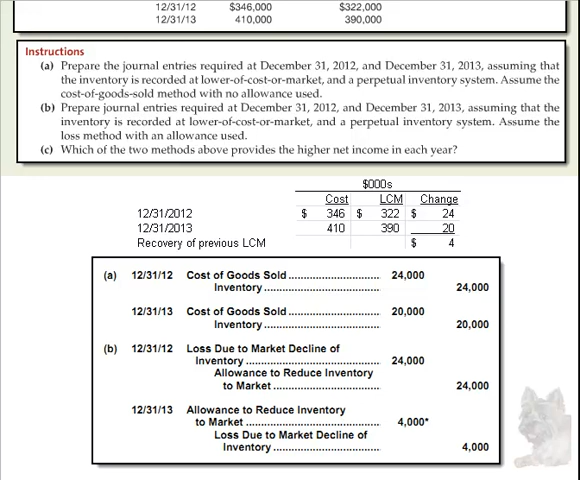 12/31/12 $346,000 $322,000
12/31/13 410,000 390,000
Instructions
(a) Prepare the journal entries required at December 31, 2012, and December 31, 2013, assuming that
the inventory is recorded at lower-of-cost-or-market, and a perpetual inventory system. Assume the
cost-of-goods-sold method with no allowance used.
(b) Prepare journal entries required at December 31, 2012, and December 31, 2013, assuming that the
inventory is recorded at lower-of-cost-or-market, and a perpetual inventory system. Assume the
loss method with an allowance used.
(c) Which of the two methods above provides the higher net income in each year?
$000s
Cost LCM Change
12/31/2012 $ 346 $ 322 $ 24
12/31/2013 410 390 20
Recovery of previous LCM $ 4
(a) 12/31/12 Cost of Goods Sold ................................ 24,000
Inventory ........................................ 24,000
12/31/13 Cost of Goods Sold ................................ 20,000
Inventory ........................................ 20,000
(b) 12/31/12 Loss Due to Market Decline of
Inventory .............................................. 24,000
Allowance to Reduce Inventory
to Market ..................................... 24,000
12/31/13 Allowance to Reduce Inventory
to Market .............................................. 4,000*
Loss Due to Market Decline of
Inventory ..................................... 4,000